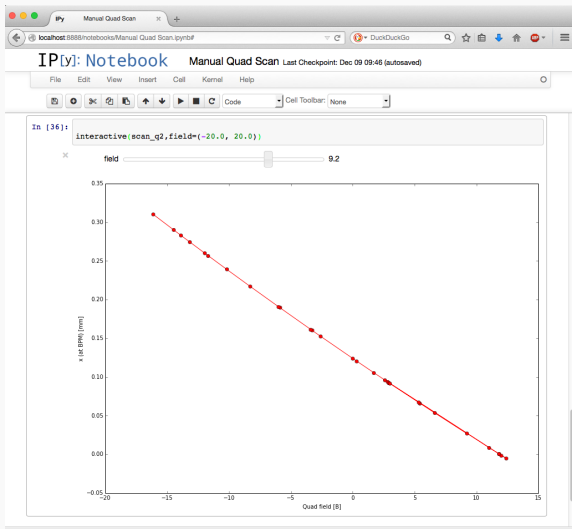 IPy Manual Quad Scan × +
localhost:8888/notebooks/Manual Quad Scan.ipynb# DuckDuckGo
IP[y]: Notebook Manual Quad Scan Last Checkpoint: Dec 09 09:46 (autosaved)
File Edit View Insert Cell Kernel Help
Code Cell Toolbar: None
In [36]:
interactive(scan_q2,field=(-20.0, 20.0))
× field 9.2
0.35
0.30
0.25
0.20
0.15
0.10
0.05
0.00
−0.05
x (at BPM) [mm]
−20 −15 −10 −5 0 5 10 15
Quad field [B]